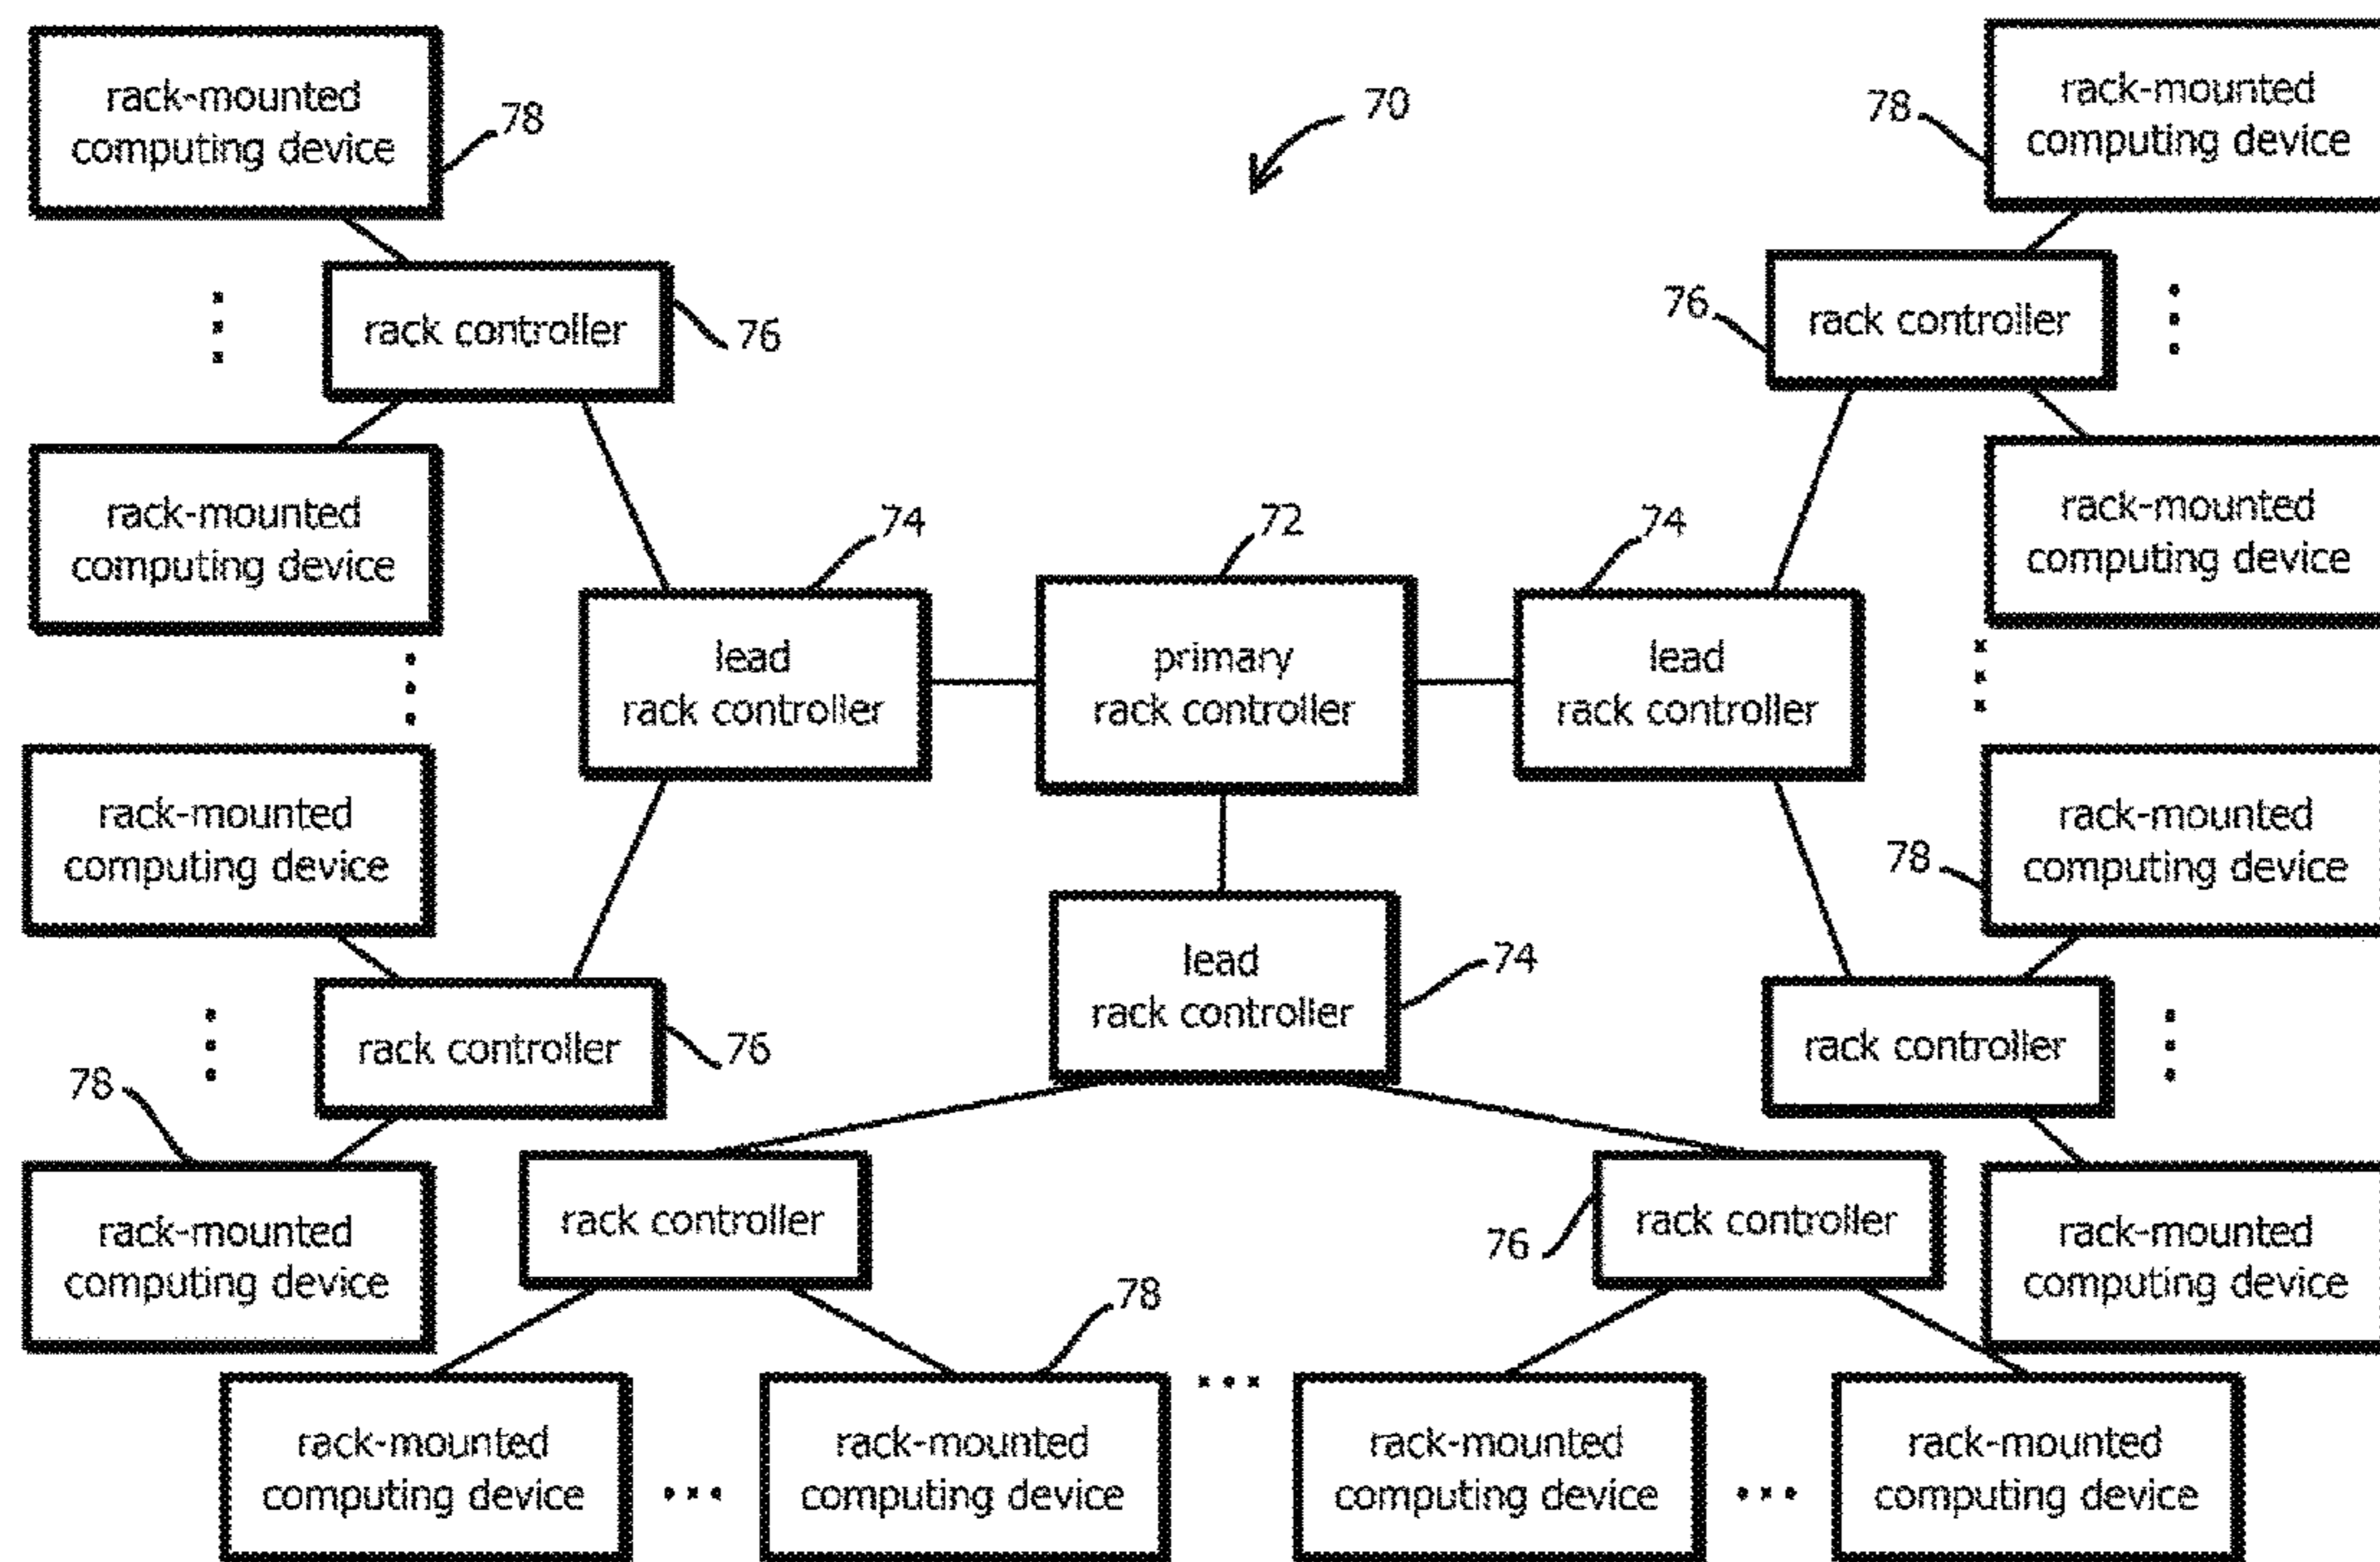 rack-mounted
computing device
78
70
78
rack-mounted
computing device
rack controller
76
76
rack controller
rack-mounted
computing device
74
72
74
rack-mounted
computing device
lead
rack controller
primary
rack controller
lead
rack controller
rack-mounted
computing device
78
rack-mounted
computing device
lead
rack controller
74
rack controller
76
78
rack controller
rack-mounted
computing device
rack controller
76
rack controller
rack-mounted
computing device
78
rack-mounted
computing device
rack-mounted
computing device
rack-mounted
computing device
rack-mounted
computing device